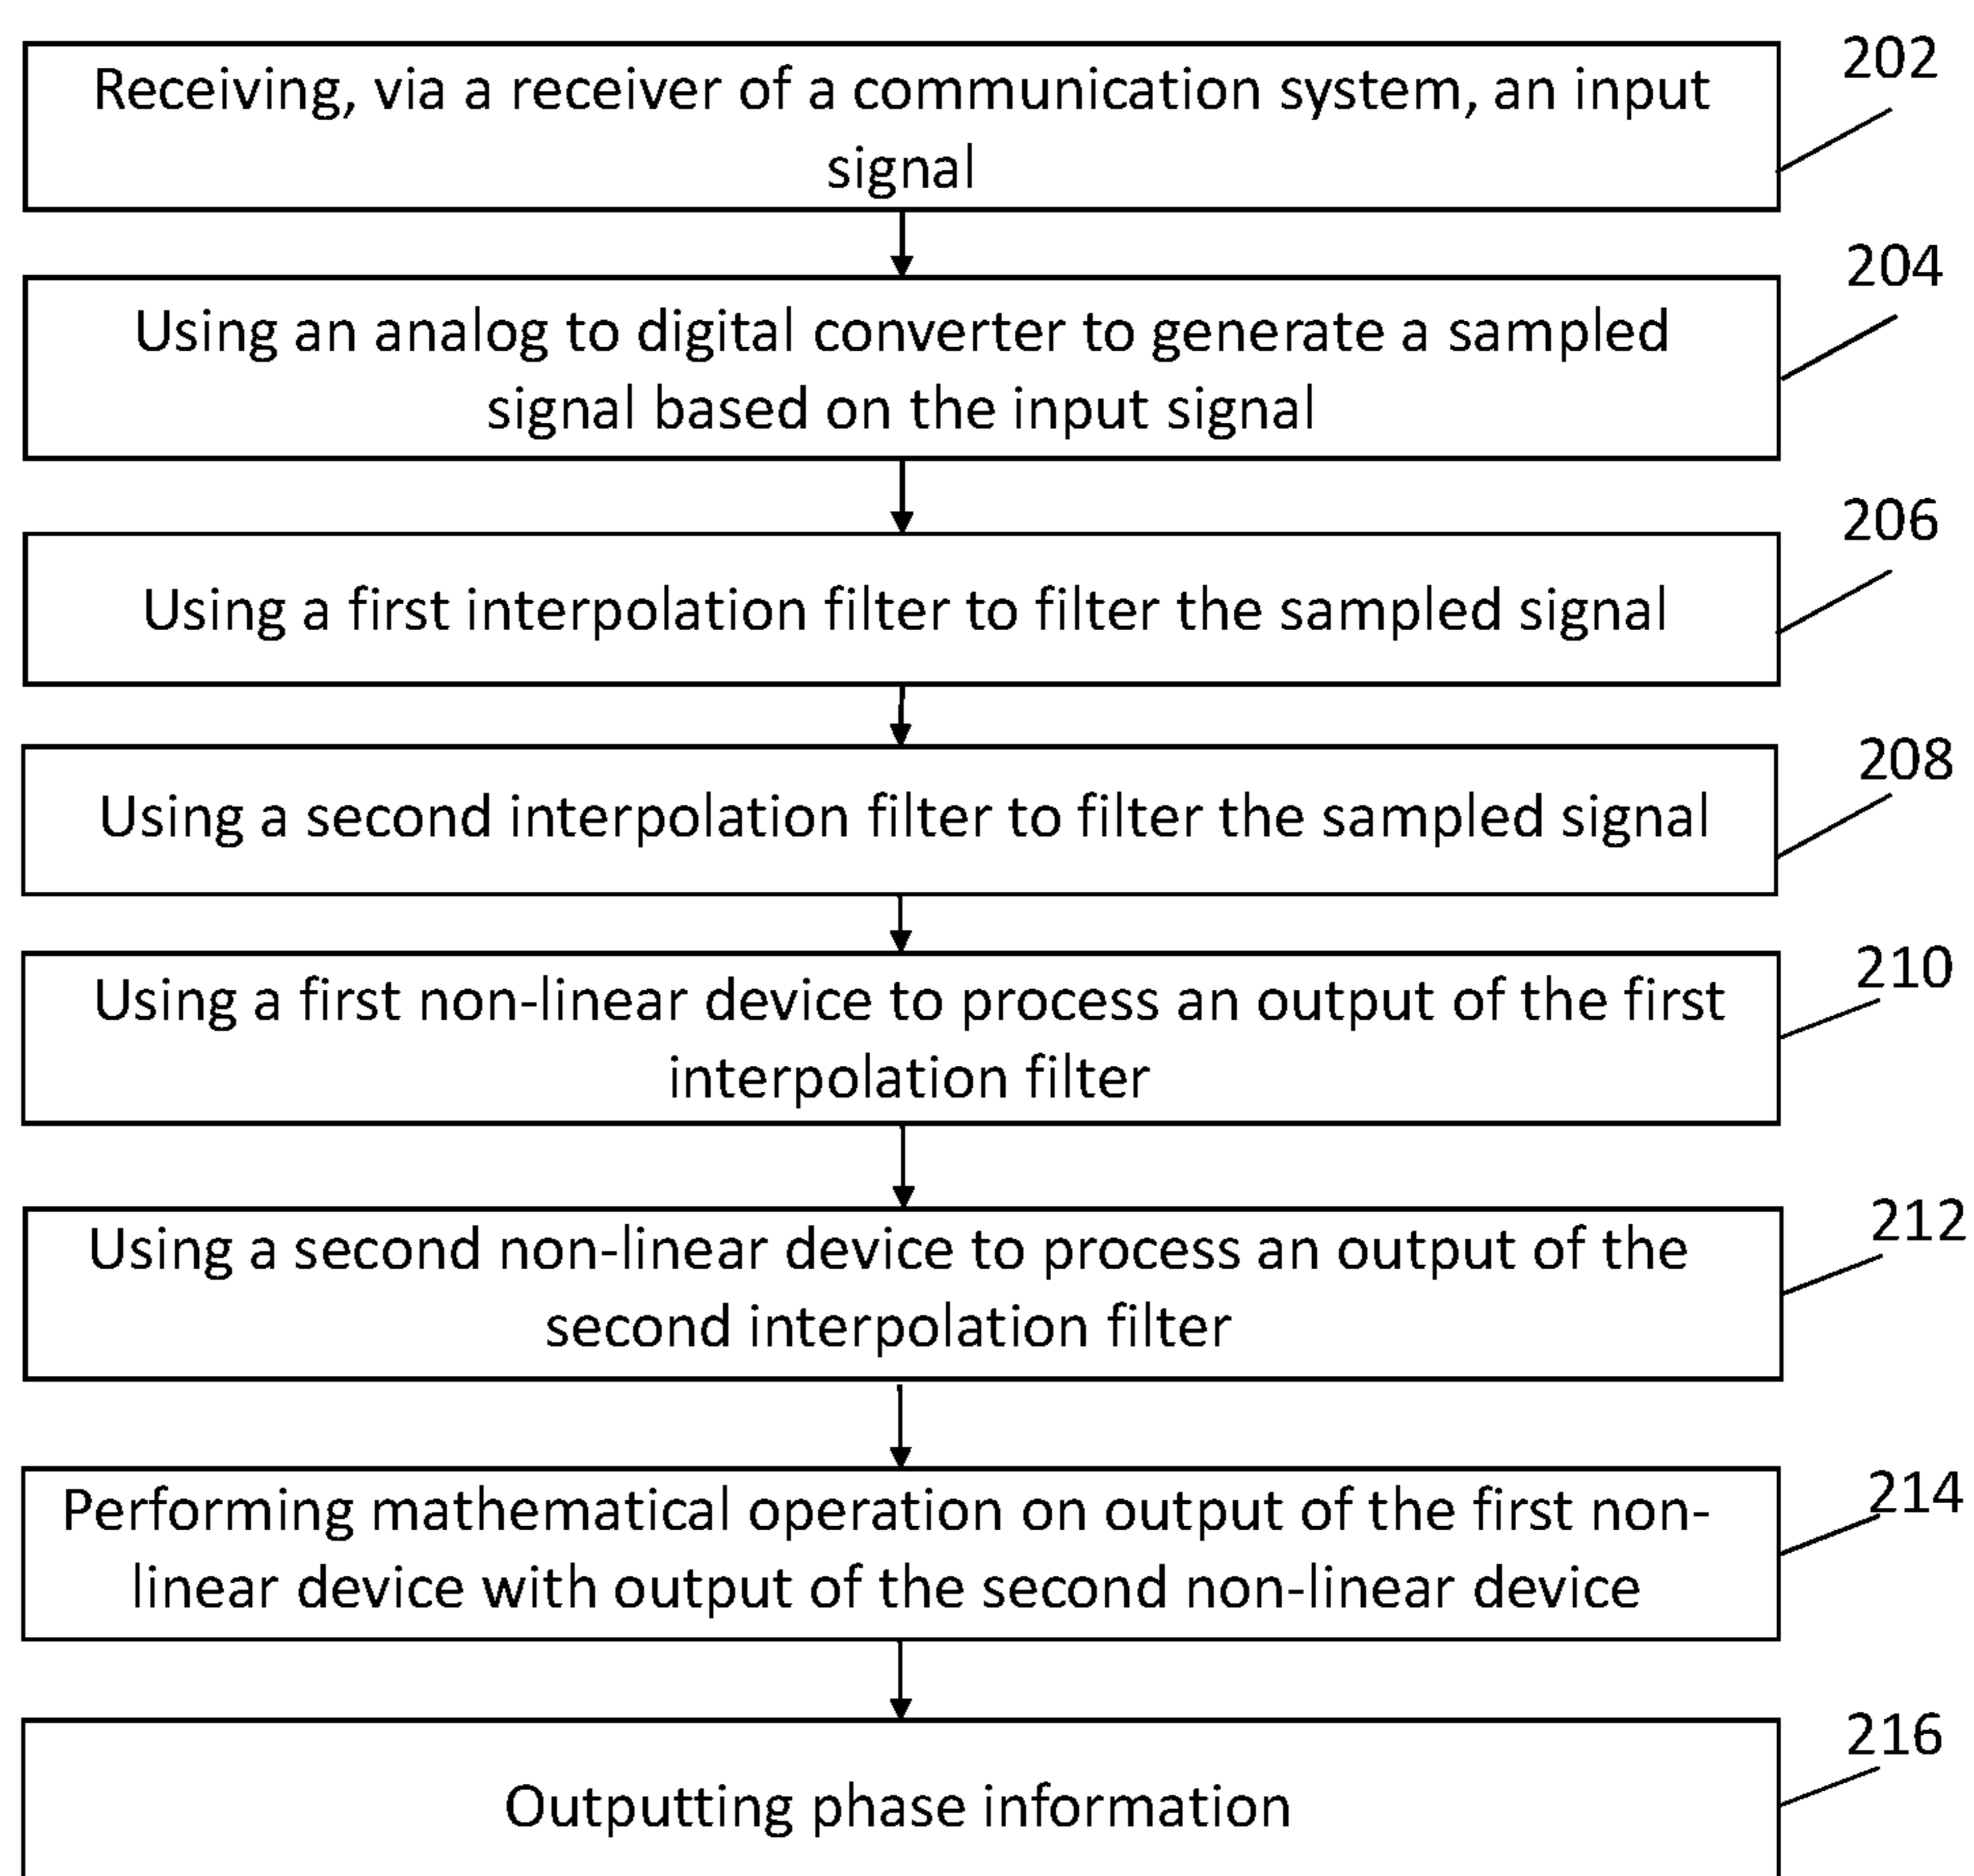 202
Receiving, via a receiver of a communication system, an input
signal
204
Using an analog to digital converter to generate a sampled
signal based on the input signal
206
Using a first interpolation filter to filter the sampled signal
208
Using a second interpolation filter to filter the sampled signal
210
Using a first non-linear device to process an output of the first
interpolation filter
212
Using a second non-linear device to process an output of the
second interpolation filter
214
Performing mathematical operation on output of the first non-
linear device with output of the second non-linear device
216
Outputting phase information